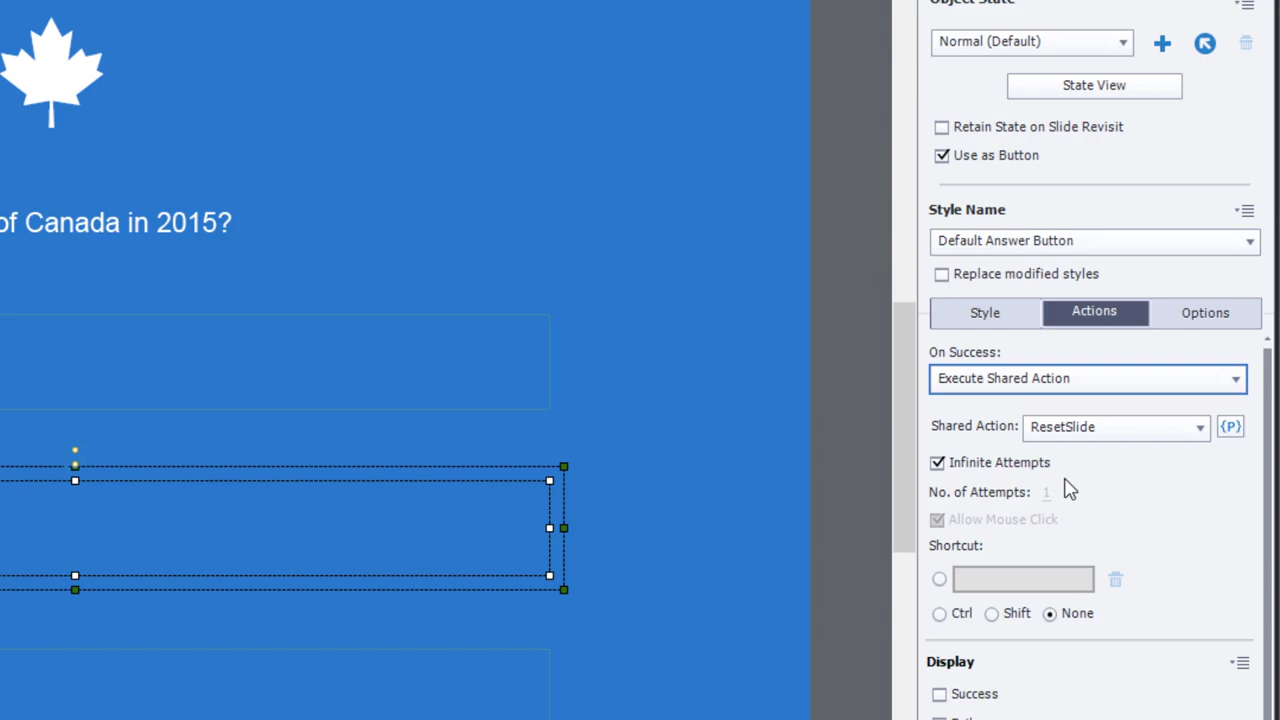 Object State
Normal (Default)
State View
Retain State on Slide Revisit
Use as Button
of Canada in 2015?
Style Name
Default Answer Button
Replace modified styles
Style Actions Options
On Success:
Execute Shared Action
Shared Action: ResetSlide {P}
Infinite Attempts
No. of Attempts: 1
Allow Mouse Click
Shortcut:
Ctrl Shift None
Display
Success